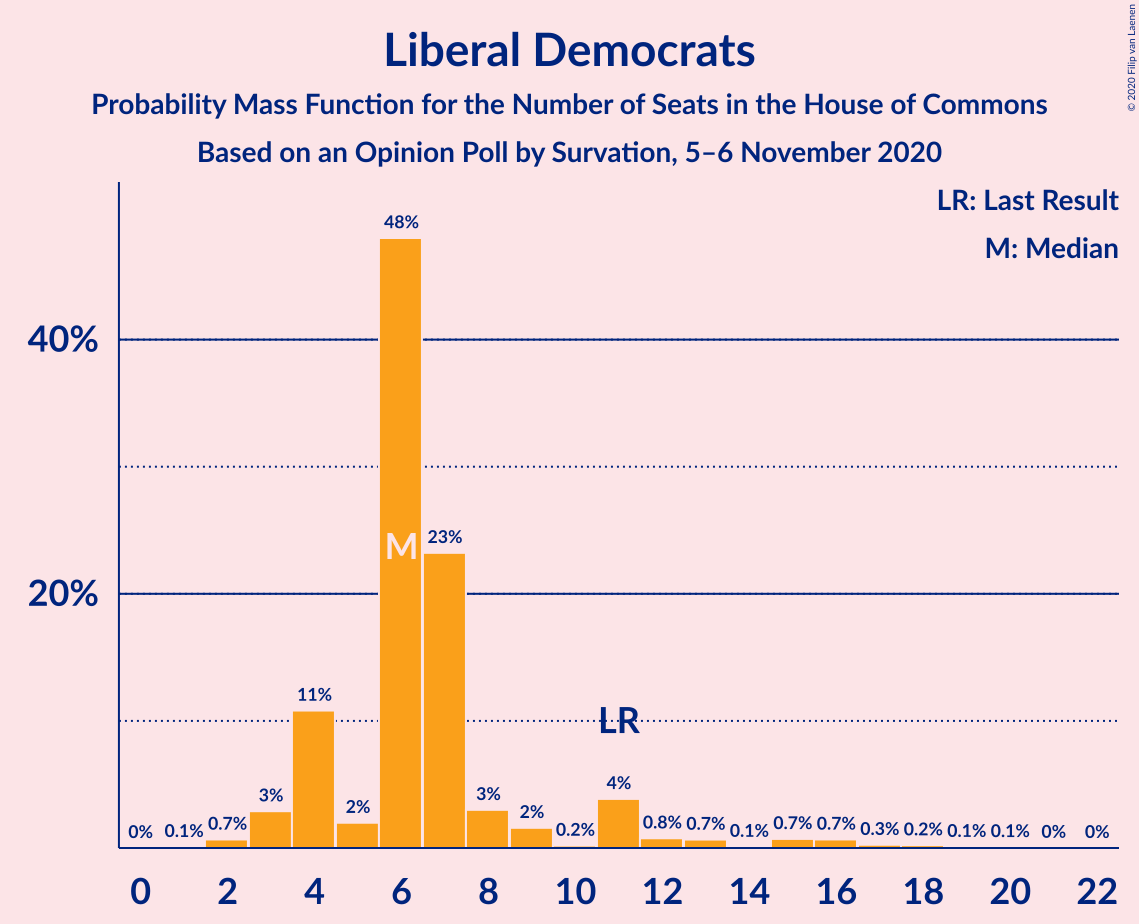 Liberal Democrats
Probability Mass Function for the Number of Seats in the House of Commons
Based on an Opinion Poll by Survation, 5–6 November 2020
© 2020 Filip van Laenen
LR: Last Result
M: Median
48%
40%
M
23%
20%
11%
LR
3%
2%
3%
2%
4%
0%
0.1%
0.7%
0.2%
0.8%
0.7%
0.1%
0.7%
0.7%
0.3%
0.2%
0.1%
0.1%
0%
0%
0 2 4 6 8 10 12 14 16 18 20 22